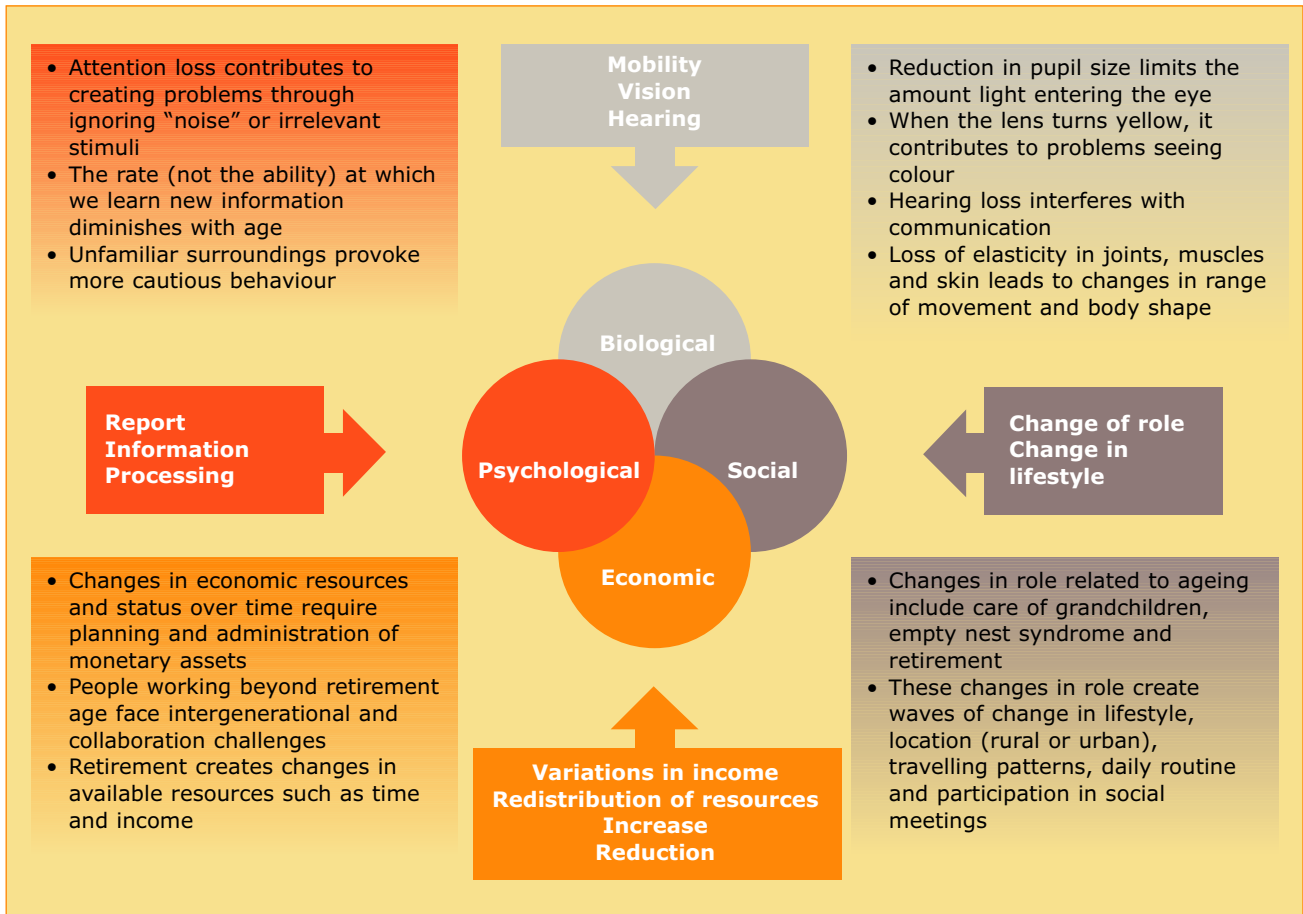 • Attention loss contributes to
creating problems through
ignoring “noise” or irrelevant
stimuli
• The rate (not the ability) at which
we learn new information
diminishes with age
• Unfamiliar surroundings provoke
more cautious behaviour
Mobility
Vision
Hearing
• Reduction in pupil size limits the
amount light entering the eye
• When the lens turns yellow, it
contributes to problems seeing
colour
• Hearing loss interferes with
communication
• Loss of elasticity in joints, muscles
and skin leads to changes in range
of movement and body shape
Report
Information
Processing
Biological
Psychological
Social
Economic
Change of role
Change in
lifestyle
• Changes in economic resources
and status over time require
planning and administration of
monetary assets
• People working beyond retirement
age face intergenerational and
collaboration challenges
• Retirement creates changes in
available resources such as time
and income
Variations in income
Redistribution of resources
Increase
Reduction
• Changes in role related to ageing
include care of grandchildren,
empty nest syndrome and
retirement
• These changes in role create
waves of change in lifestyle,
location (rural or urban),
travelling patterns, daily routine
and participation in social
meetings